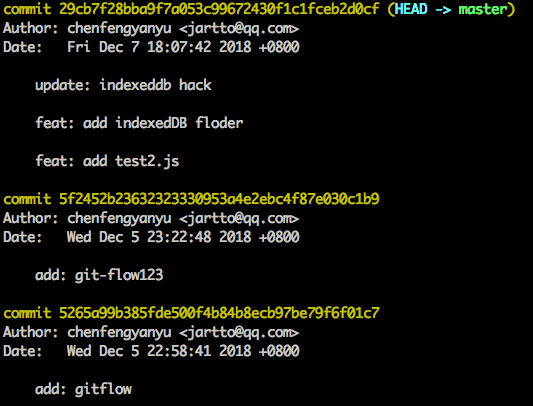 commit 29cb7f28bba9f7a053c99672430f1c1fceb2d0cf (HEAD -> master)
Author: chenfengyanyu <jartto@qq.com>
Date:   Fri Dec 7 18:07:42 2018 +0800
update: indexeddb hack
feat: add indexedDB floder
feat: add test2.js
commit 5f2452b23632323330953a4e2ebc4f87e030c1b9
Author: chenfengyanyu <jartto@qq.com>
Date:   Wed Dec 5 23:22:48 2018 +0800
add: git-flow123
commit 5265a99b385fde500f4b84b8ecb97be79f6f01c7
Author: chenfengyanyu <jartto@qq.com>
Date:   Wed Dec 5 22:58:41 2018 +0800
add: gitflow